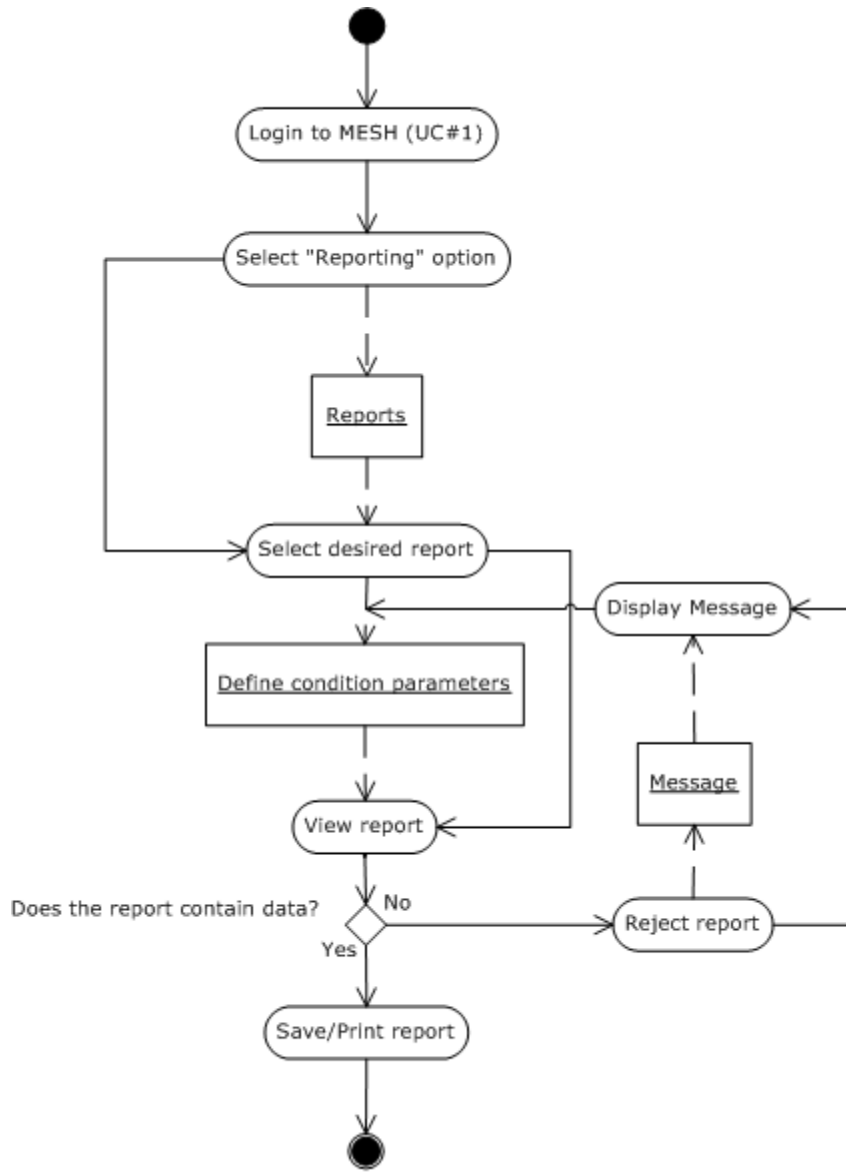 Login to MESH (UC#1)
Select "Reporting" option
Reports
Select desired report
Display Message
Define condition parameters
Message
View report
Does the report contain data?
No
Reject report
Yes
Save/Print report